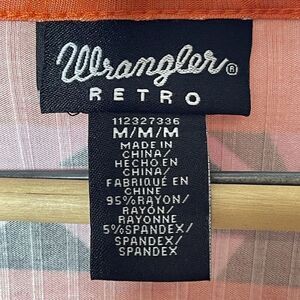 Wrangler®
RETRO
112327336
M/M/M
MADE IN
CHINA/
HECHO EN
CHINA/
FABRIQUÉ EN
CHINE
95%RAYON/
RAYÓN/
RAYONNE
5%SPANDEX/
SPANDEX/
SPANDEX